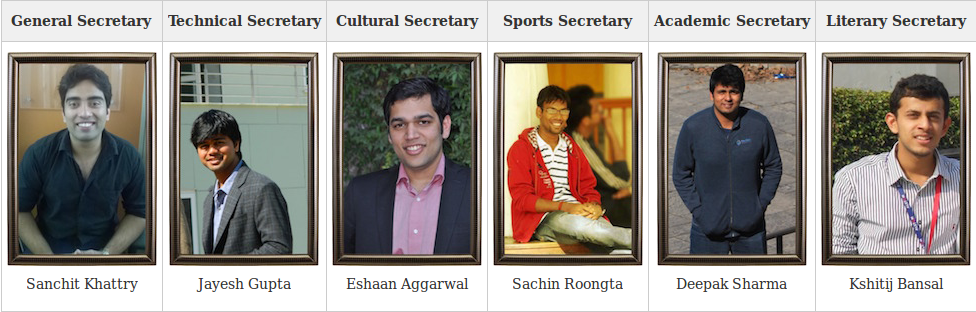 General Secretary Technical Secretary Cultural Secretary Sports Secretary Academic Secretary Literary Secretary
Sanchit Khattry Jayesh Gupta Eshaan Aggarwal Sachin Roongta Deepak Sharma Kshitij Bansal